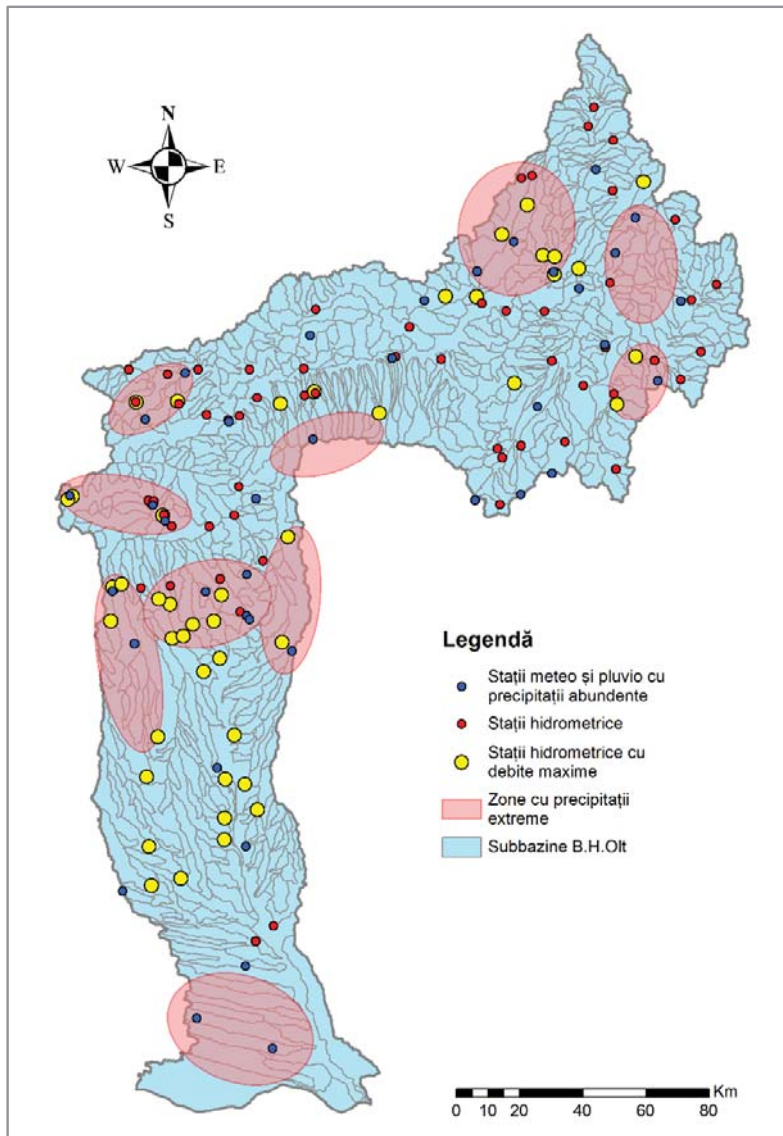 N
W E
S
Legendă
Stații meteo și pluvio cu
precipitații abundente
Stații hidrometrice
Stații hidrometrice cu
debite maxime
Zone cu precipitații
extreme
Subbazine B.H.Olt
Km
0 10 20 40 60 80